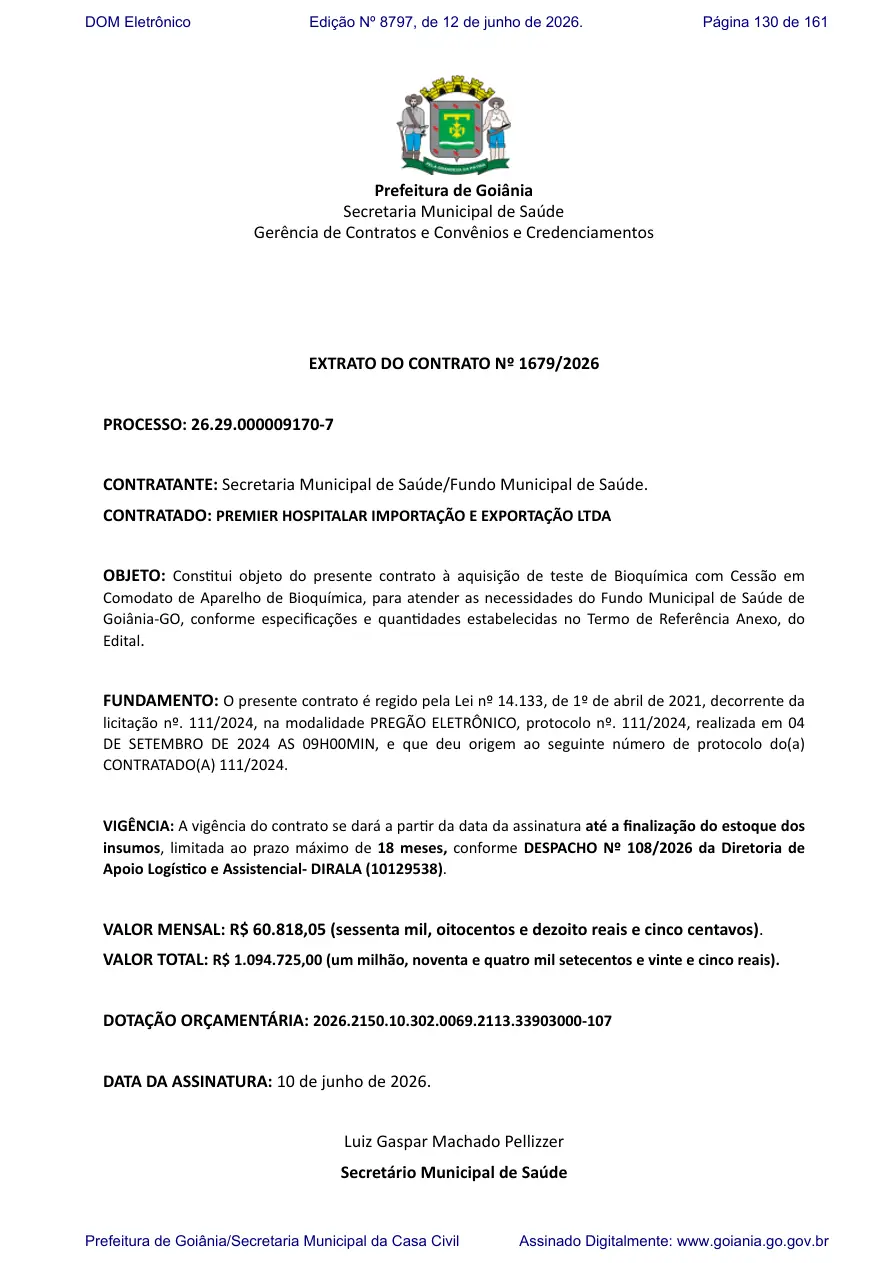 DOM Eletrônico Edição Nº 8797, de 12 de junho de 2026. Página 130 de 161
PELA GRANDEZA DA PÁTRIA
Prefeitura de Goiânia
Secretaria Municipal de Saúde
Gerência de Contratos e Convênios e Credenciamentos
EXTRATO DO CONTRATO Nº 1679/2026
PROCESSO: 26.29.000009170-7
CONTRATANTE: Secretaria Municipal de Saúde/Fundo Municipal de Saúde.
CONTRATADO: PREMIER HOSPITALAR IMPORTAÇÃO E EXPORTAÇÃO LTDA
OBJETO: Constitui objeto do presente contrato à aquisição de teste de Bioquímica com Cessão em
Comodato de Aparelho de Bioquímica, para atender as necessidades do Fundo Municipal de Saúde de
Goiânia-GO, conforme especificações e quantidades estabelecidas no Termo de Referência Anexo, do
Edital.
FUNDAMENTO: O presente contrato é regido pela Lei nº 14.133, de 1º de abril de 2021, decorrente da
licitação nº. 111/2024, na modalidade PREGÃO ELETRÔNICO, protocolo nº. 111/2024, realizada em 04
DE SETEMBRO DE 2024 AS 09H00MIN, e que deu origem ao seguinte número de protocolo do(a)
CONTRATADO(A) 111/2024.
VIGÊNCIA: A vigência do contrato se dará a partir da data da assinatura até a finalização do estoque dos
insumos, limitada ao prazo máximo de 18 meses, conforme DESPACHO Nº 108/2026 da Diretoria de
Apoio Logístico e Assistencial- DIRALA (10129538).
VALOR MENSAL: R$ 60.818,05 (sessenta mil, oitocentos e dezoito reais e cinco centavos).
VALOR TOTAL: R$ 1.094.725,00 (um milhão, noventa e quatro mil setecentos e vinte e cinco reais).
DOTAÇÃO ORÇAMENTÁRIA: 2026.2150.10.302.0069.2113.33903000-107
DATA DA ASSINATURA: 10 de junho de 2026.
Luiz Gaspar Machado Pellizzer
Secretário Municipal de Saúde
Prefeitura de Goiânia/Secretaria Municipal da Casa Civil Assinado Digitalmente: www.goiania.go.gov.br